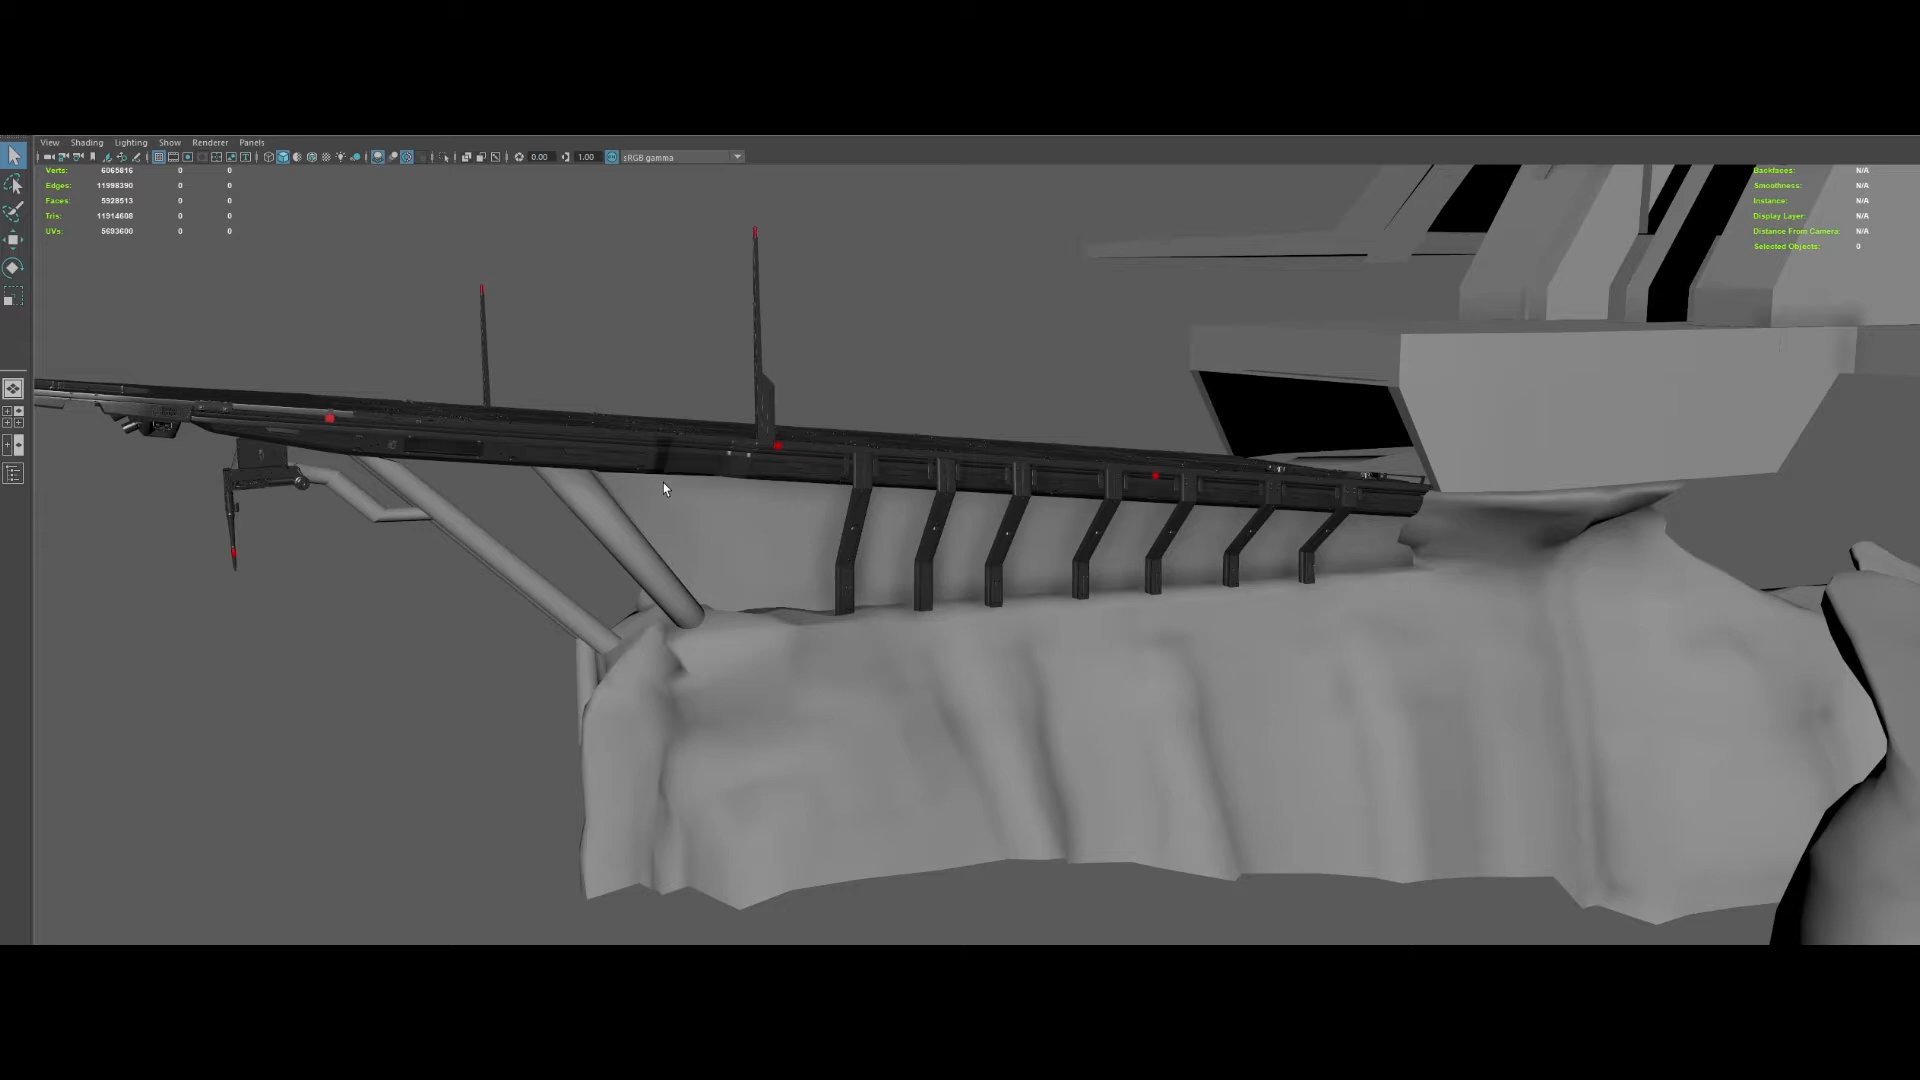 View Shading Lighting Show Renderer Panels
0.00 1.00 sRGB gamma
Verts: 6065816 0 0
Edges: 11998390 0 0
Faces: 5928513 0 0
Tris: 11914608 0 0
UVs: 5693600 0 0
Backfaces: N/A
Smoothness: N/A
Instance: N/A
Display Layer: N/A
Distance From Camera: N/A
Selected Objects: 0